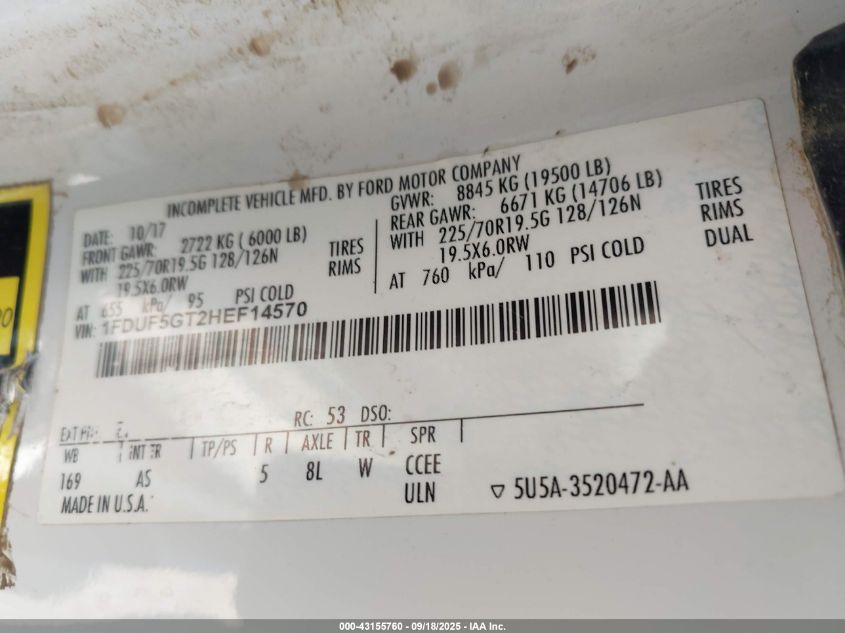 INCOMPLETE VEHICLE MFD. BY FORD MOTOR COMPANY
DATE: 10/17
FRONT GAWR: 2722 KG ( 6000 LB)
WITH 225/70R19.5G 128/126N TIRES
19.5X6.0RW RIMS
AT 655 kPa/ 95 PSI COLD
GVWR: 8845 KG (19500 LB)
REAR GAWR: 6671 KG (14706 LB)
WITH 225/70R19.5G 128/126N TIRES
19.5X6.0RW RIMS
AT 760 kPa/ 110 PSI COLD DUAL
VIN: 1FDUF5GT2HEF14570
RC: 53 DSO:
WB TP/PS R AXLE TR SPR
169 AS 5 8L W CCEE
ULN
MADE IN U.S.A. 5U5A-3520472-AA
000-43155760 - 09/18/2025 - IAA Inc.